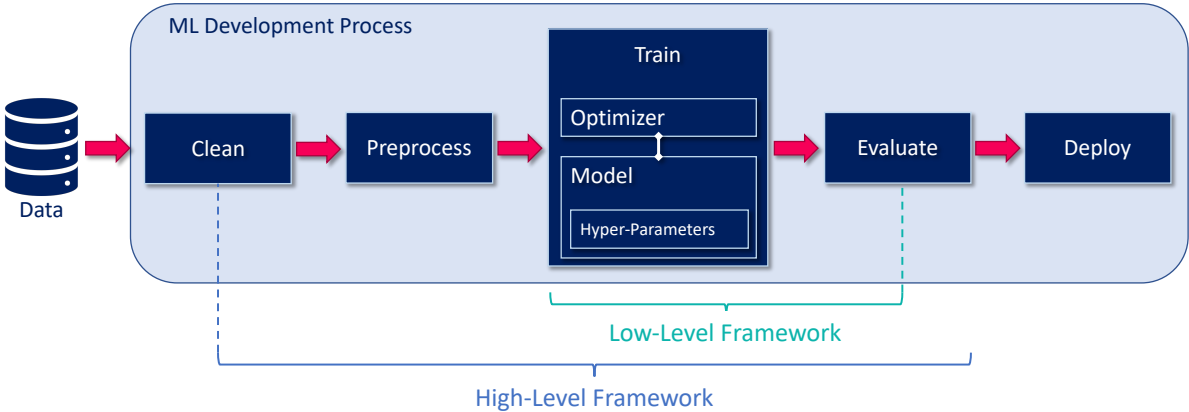 ML Development Process
Data
Clean
Preprocess
Train
Optimizer
Model
Hyper-Parameters
Evaluate
Deploy
Low-Level Framework
High-Level Framework